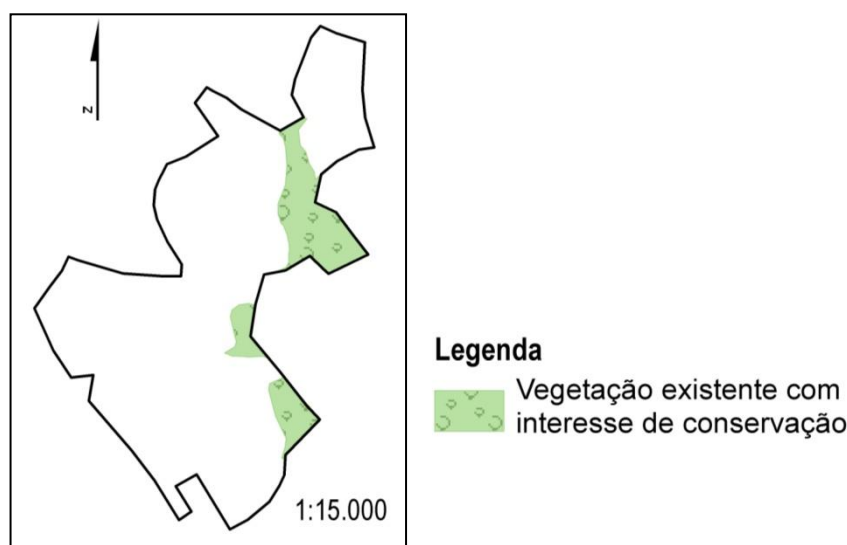 N
1:15.000
Legenda
Vegetação existente com
interesse de conservação